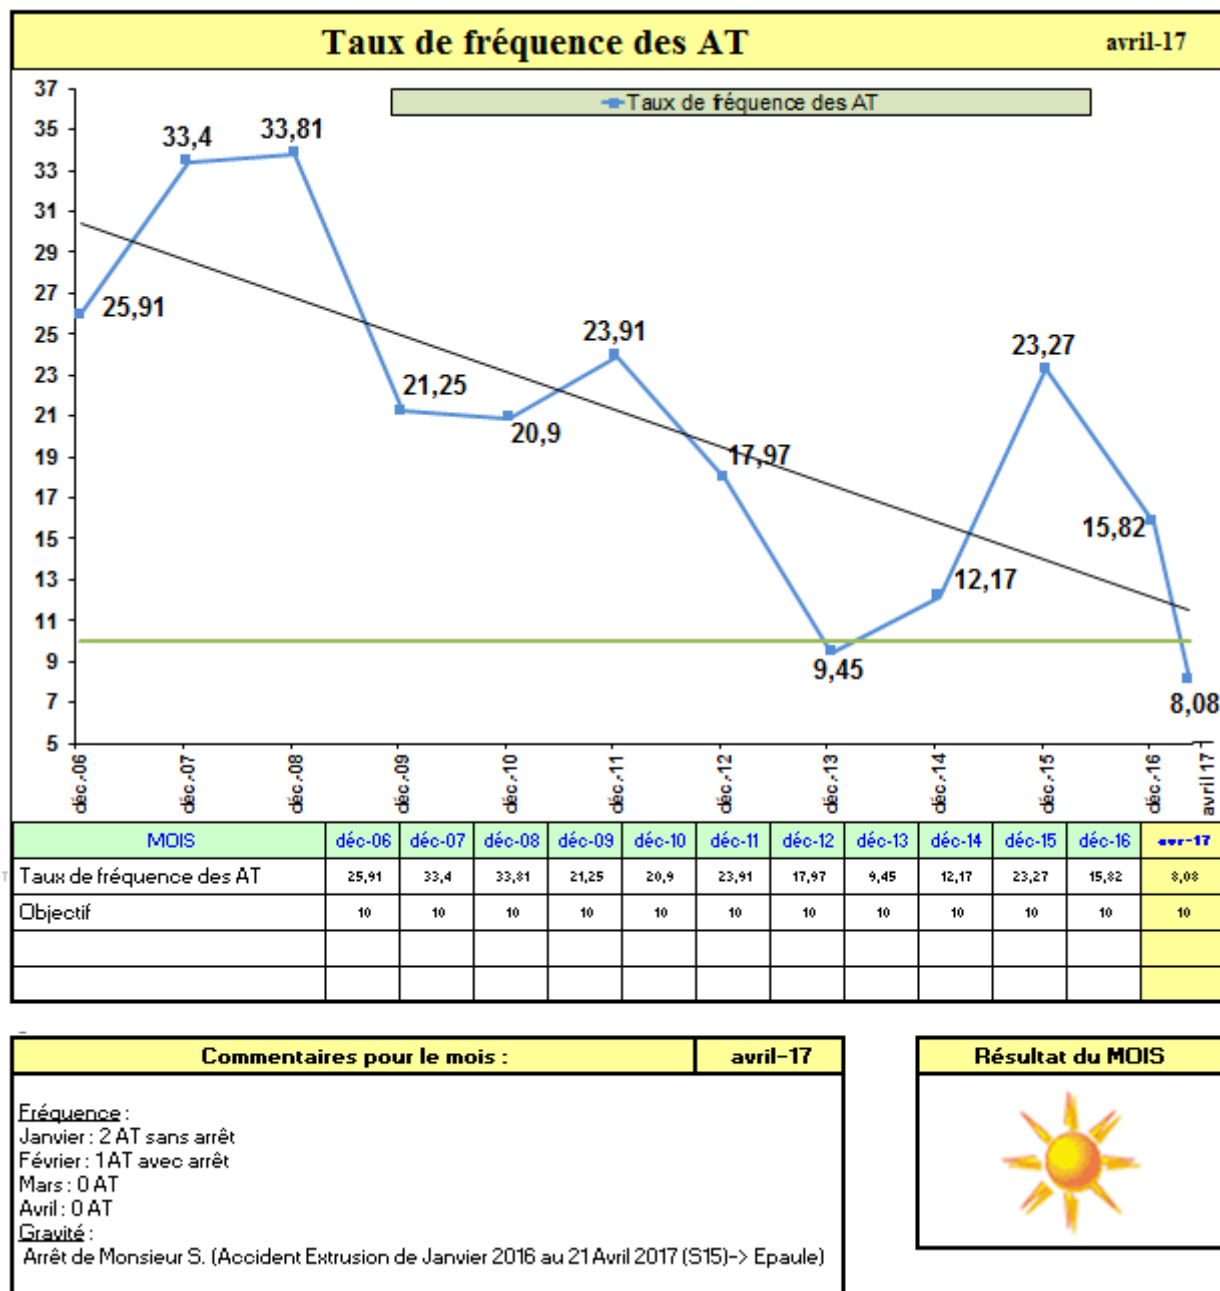 Taux de fréquence des AT avril-17
Taux de fréquence des AT
37
35
33
31
29
27
25
23
21
19
17
15
13
11
9
7
5
25,91
33,4
33,81
21,25
20,9
23,91
17,97
9,45
12,17
23,27
15,82
8,08
déc.-06
déc.-07
déc.-08
déc.-09
déc.-10
déc.-11
déc.-12
déc.-13
déc.-14
déc.-15
déc.-16
avril 17
MOIS déc-06 déc-07 déc-08 déc-09 déc-10 déc-11 déc-12 déc-13 déc-14 déc-15 déc-16 avr-17
Taux de fréquence des AT 25,91 33,4 33,81 21,25 20,9 23,91 17,97 9,45 12,17 23,27 15,82 8,08
Objectif 10 10 10 10 10 10 10 10 10 10 10 10
Commentaires pour le mois : avril-17
Fréquence :
Janvier : 2 AT sans arrêt
Février : 1 AT avec arrêt
Mars : 0 AT
Avril : 0 AT
Gravité :
Arrêt de Monsieur S. (Accident Extrusion de Janvier 2016 au 21 Avril 2017 (S15)-> Epaule)
Résultat du MOIS